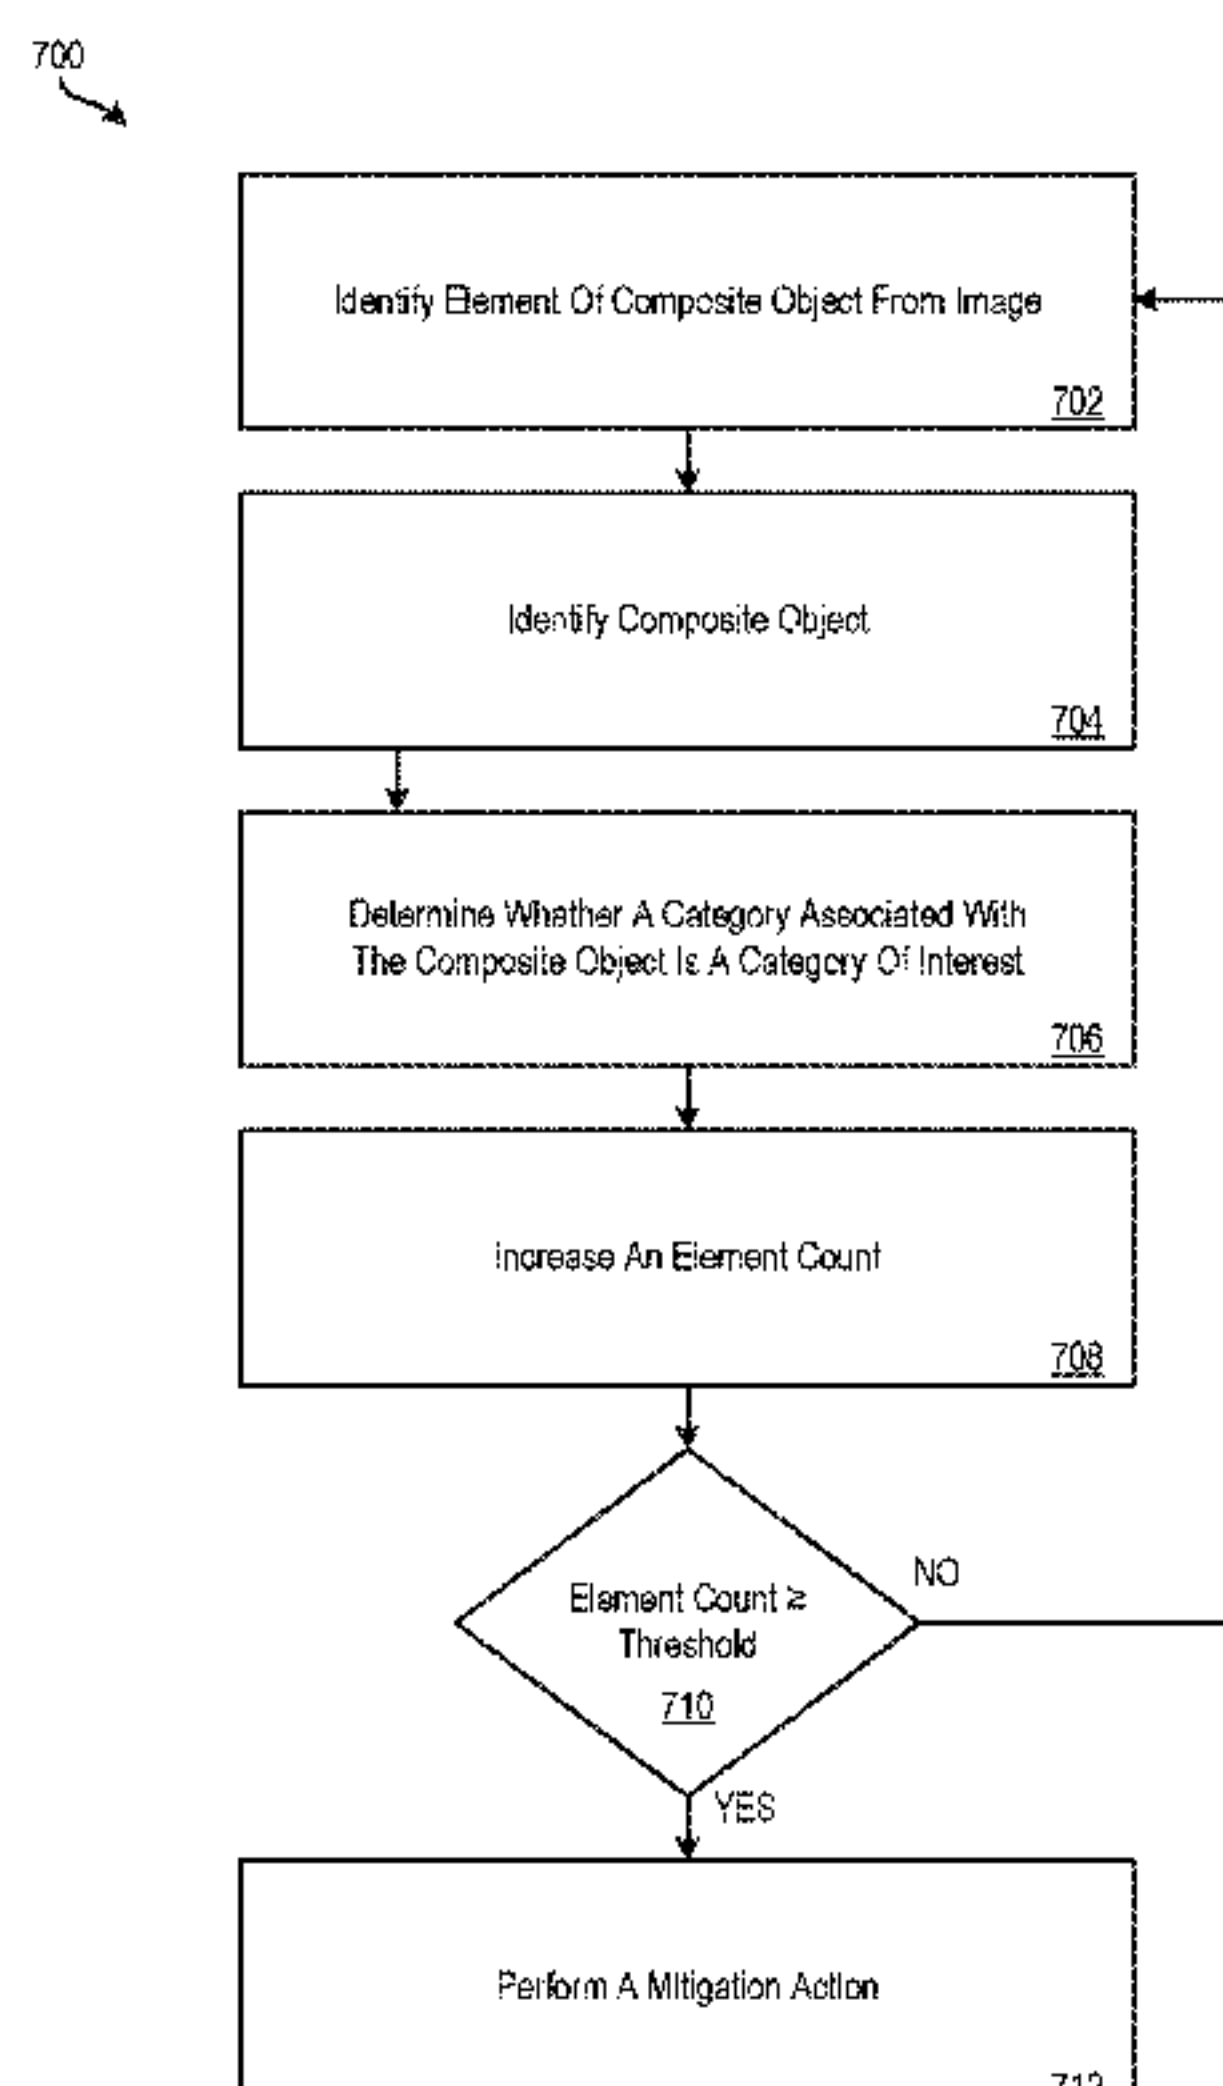 700
Identify Element Of Composite Object From Image
702
Identify Composite Object
704
Determine Whether A Category Associated With
The Composite Object Is A Category Of Interest
706
Increase An Element Count
708
NO
Element Count ≥
Threshold
710
YES
Perform A Mitigation Action
712